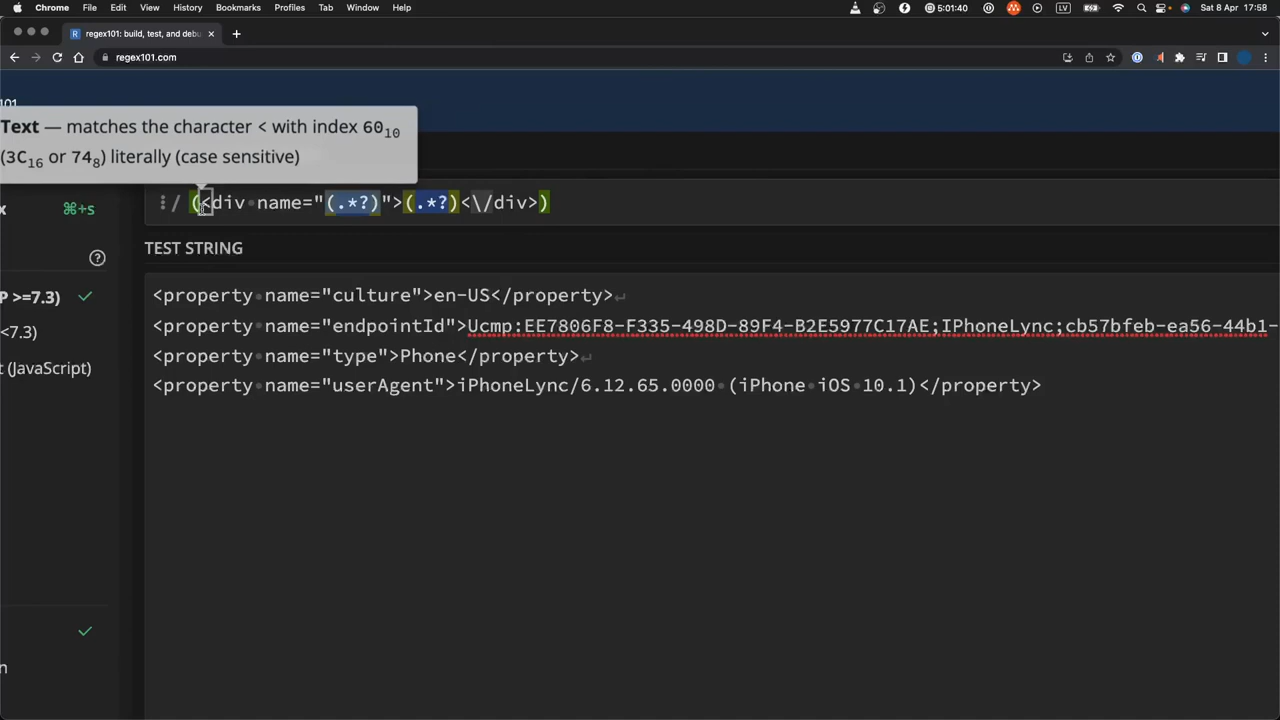 Chrome File Edit View History Bookmarks Profiles Tab Window Help 5:01:40 LV Sat 8 Apr 17:58
regex101: build, test, and debu
regex101.com
Text — matches the character < with index 60₁₀
(3C₁₆ or 74₈) literally (case sensitive)
⌘+s / (<div name="(.*?)">(.*?)<\/div>)
TEST STRING
P >=7.3) <property name="culture">en-US</property>
<7.3) <property name="endpointId">Ucmp:EE7806F8-F335-498D-89F4-B2E5977C17AE;IPhoneLync;cb57bfeb-ea56-44b1-
t (JavaScript) <property name="type">Phone</property>
<property name="userAgent">iPhoneLync/6.12.65.0000 (iPhone iOS 10.1)</property>